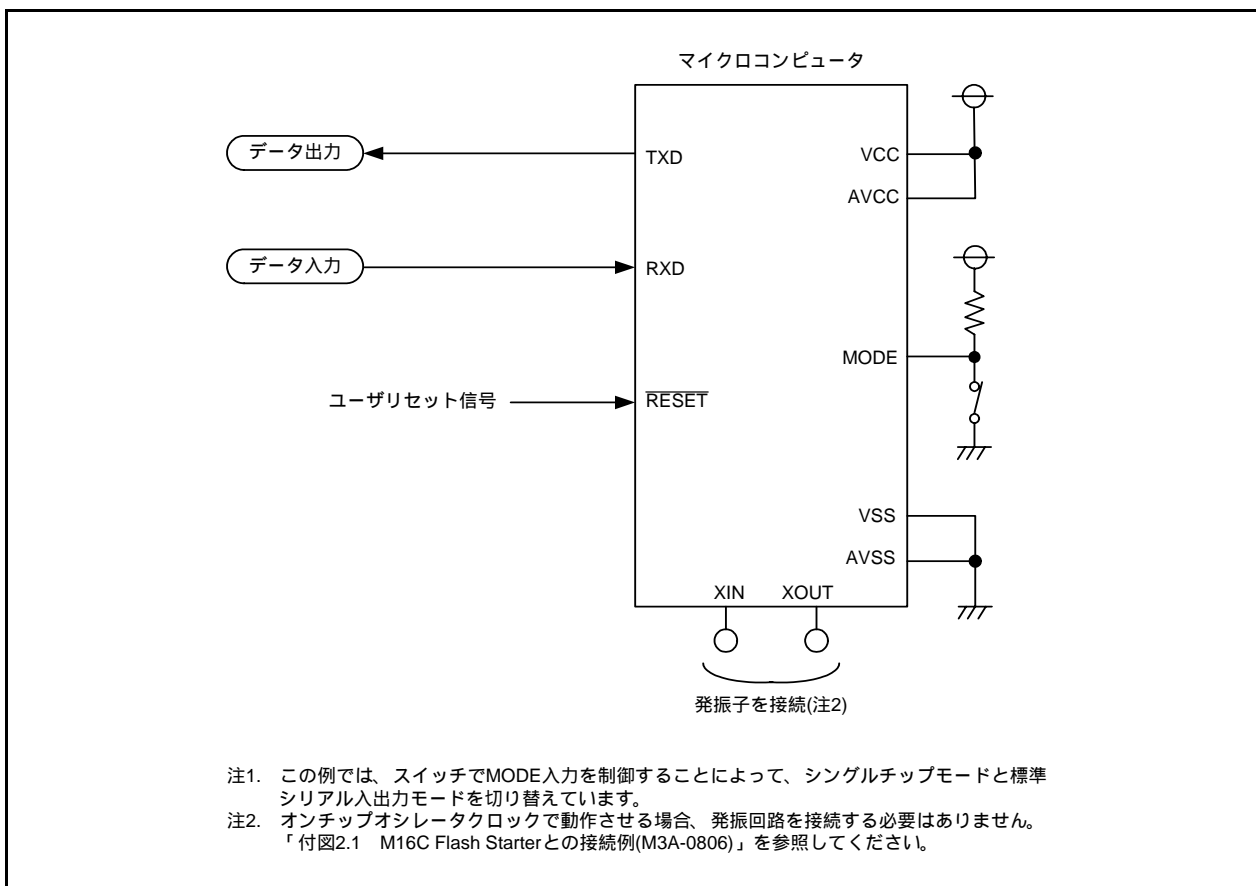 マイクロコンピュータ
データ出力
TXD
VCC
AVCC
データ入力
RXD
MODE
ユーザリセット信号
RESET
VSS
AVSS
XIN XOUT
発振子を接続(注2)
注1. この例では、スイッチでMODE入力を制御することによって、シングルチップモードと標準
シリアル入出力モードを切り替えています。
注2. オンチップオシレータクロックで動作させる場合、発振回路を接続する必要はありません。
「付図2.1 M16C Flash Starterとの接続例(M3A-0806)」を参照してください。